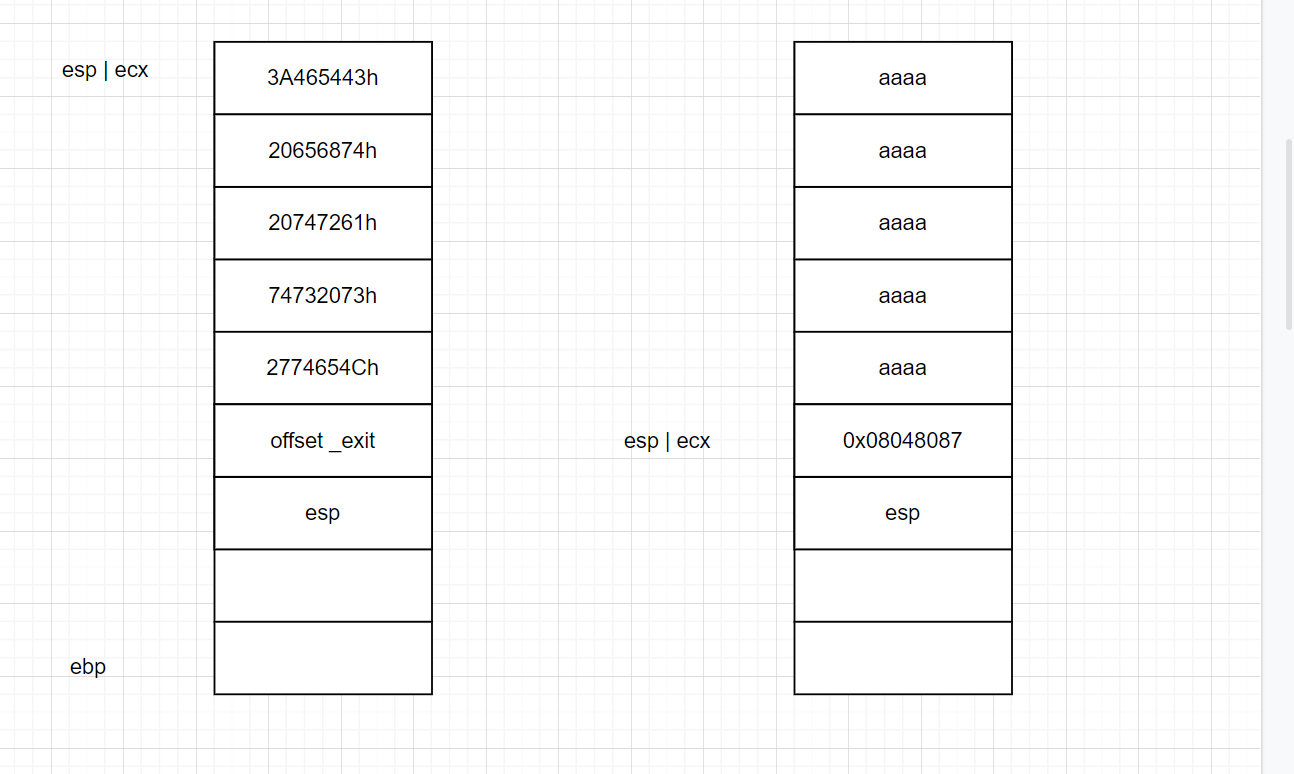 esp | ecx
3A465443h
20656874h
20747261h
74732073h
2774654Ch
offset _exit
esp
ebp
aaaa
aaaa
aaaa
aaaa
aaaa
esp | ecx
0x08048087
esp